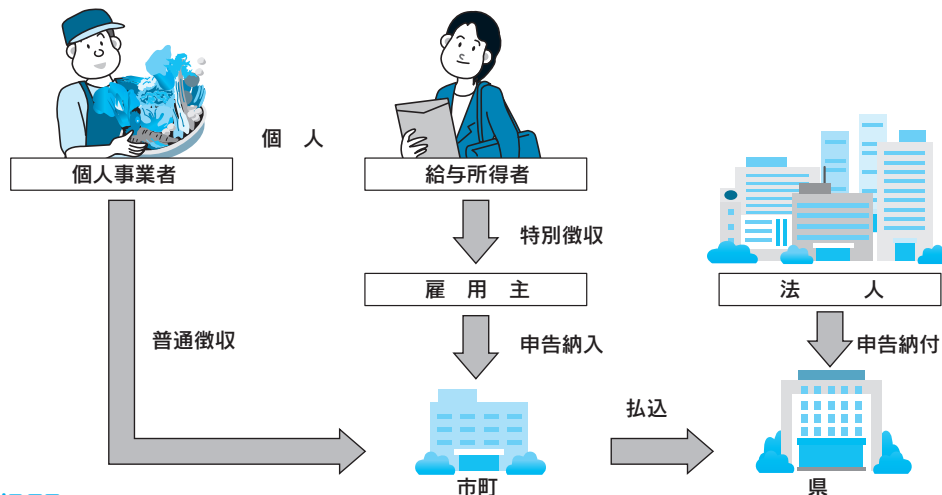 個　人
個人事業者
給与所得者
特別徴収
雇　用　主
法　　　人
普通徴収
申告納入
申告納付
払込
市町
県